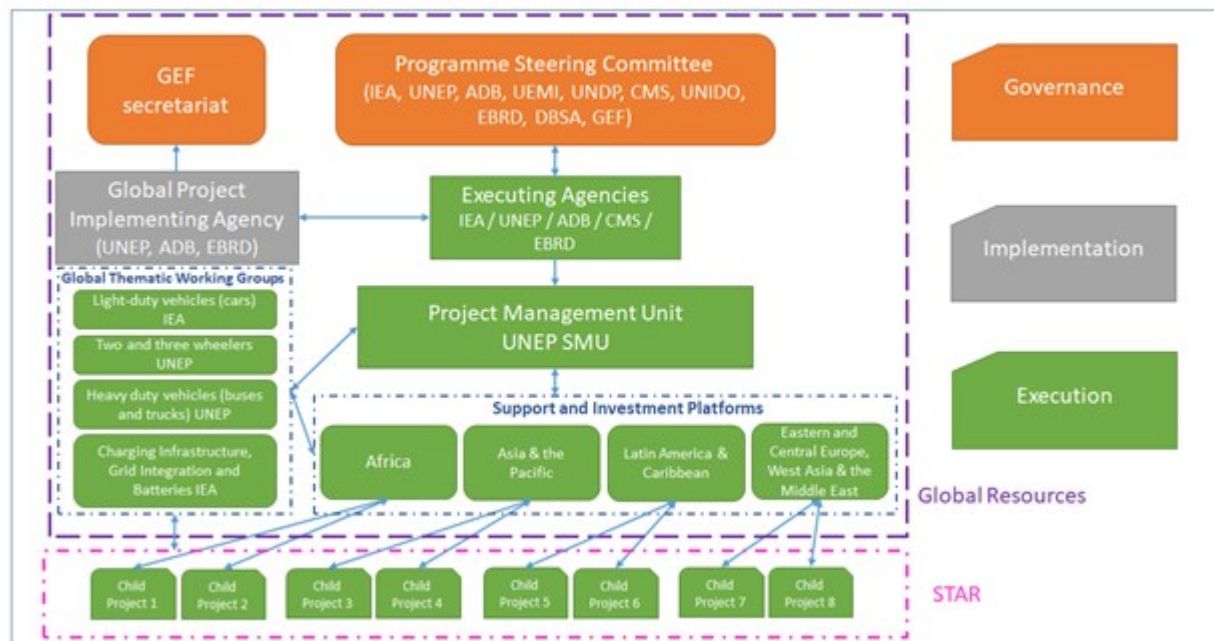 GEF
secretariat
Programme Steering Committee
(IEA, UNEP, ADB, UEMI, UNDP, CMS, UNIDO,
EBRD, DBSA, GEF)
Governance
Global Project
Implementing Agency
(UNEP, ADB, EBRD)
Executing Agencies
IEA / UNEP / ADB / CMS /
EBRD
Implementation
Global Thematic Working Groups
Light-duty vehicles (cars)
IEA
Two and three wheelers
UNEP
Heavy duty vehicles (buses
and trucks) UNEP
Charging Infrastructure,
Grid Integration and
Batteries IEA
Project Management Unit
UNEP SMU
Execution
Support and Investment Platforms
Africa
Asia & the
Pacific
Latin America &
Caribbean
Eastern and
Central Europe,
West Asia & the
Middle East
Global Resources
Child
Project 1
Child
Project 2
Child
Project 3
Child
Project 4
Child
Project 5
Child
Project 6
Child
Project 7
Child
Project 8
STAR